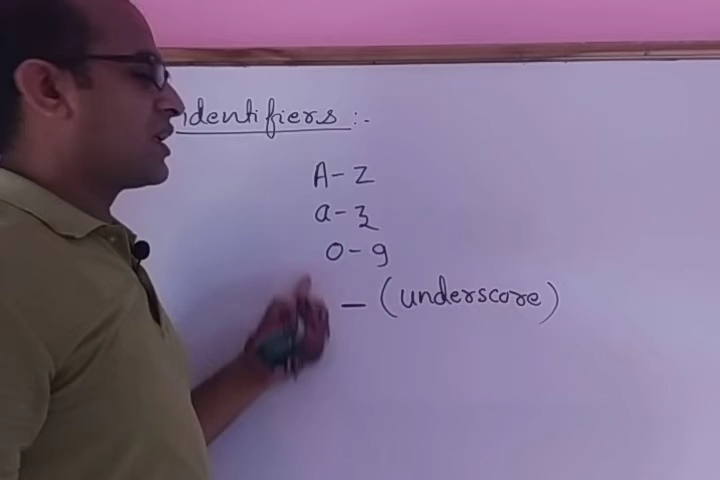 identifiers :-
A - Z
a - z
0 - 9
_ (underscore)